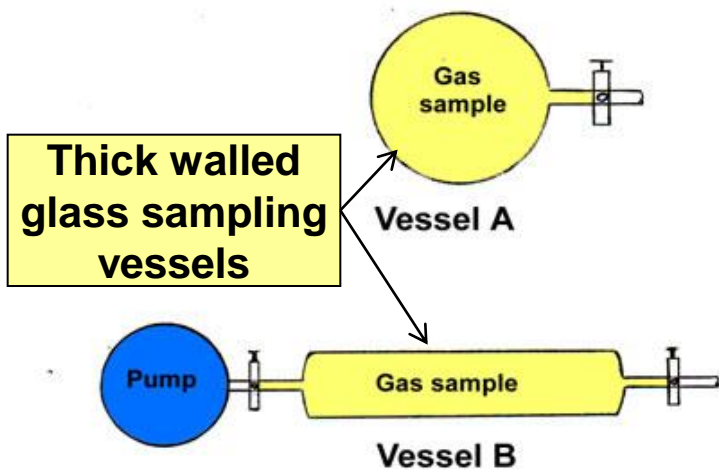 Gas
sample
Thick walled
glass sampling
vessels
Vessel A
Pump
Gas sample
Vessel B